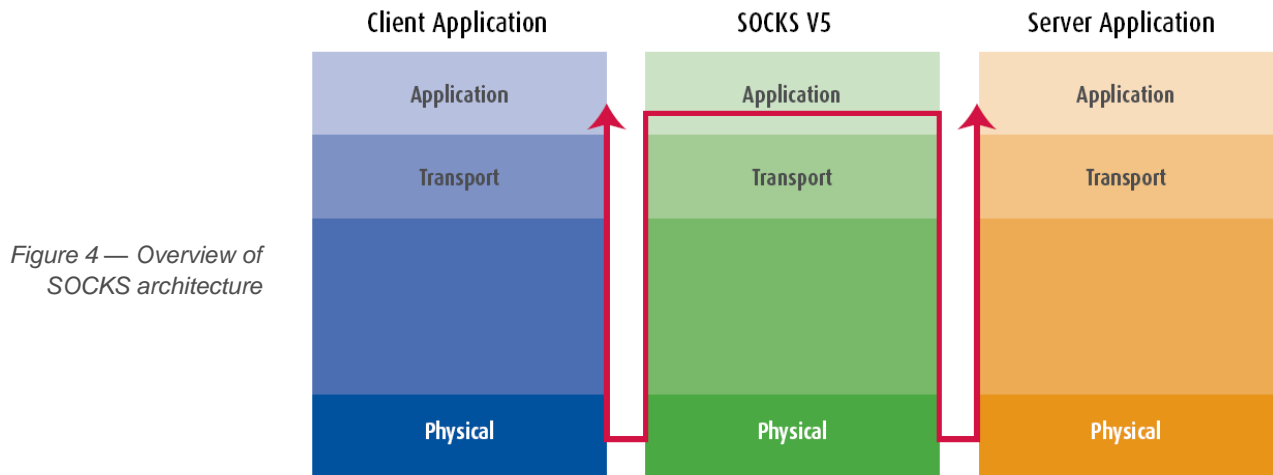 Client Application
SOCKS V5
Server Application
Application
Application
Application
Transport
Transport
Transport
Figure 4 — Overview of
SOCKS architecture
Physical
Physical
Physical